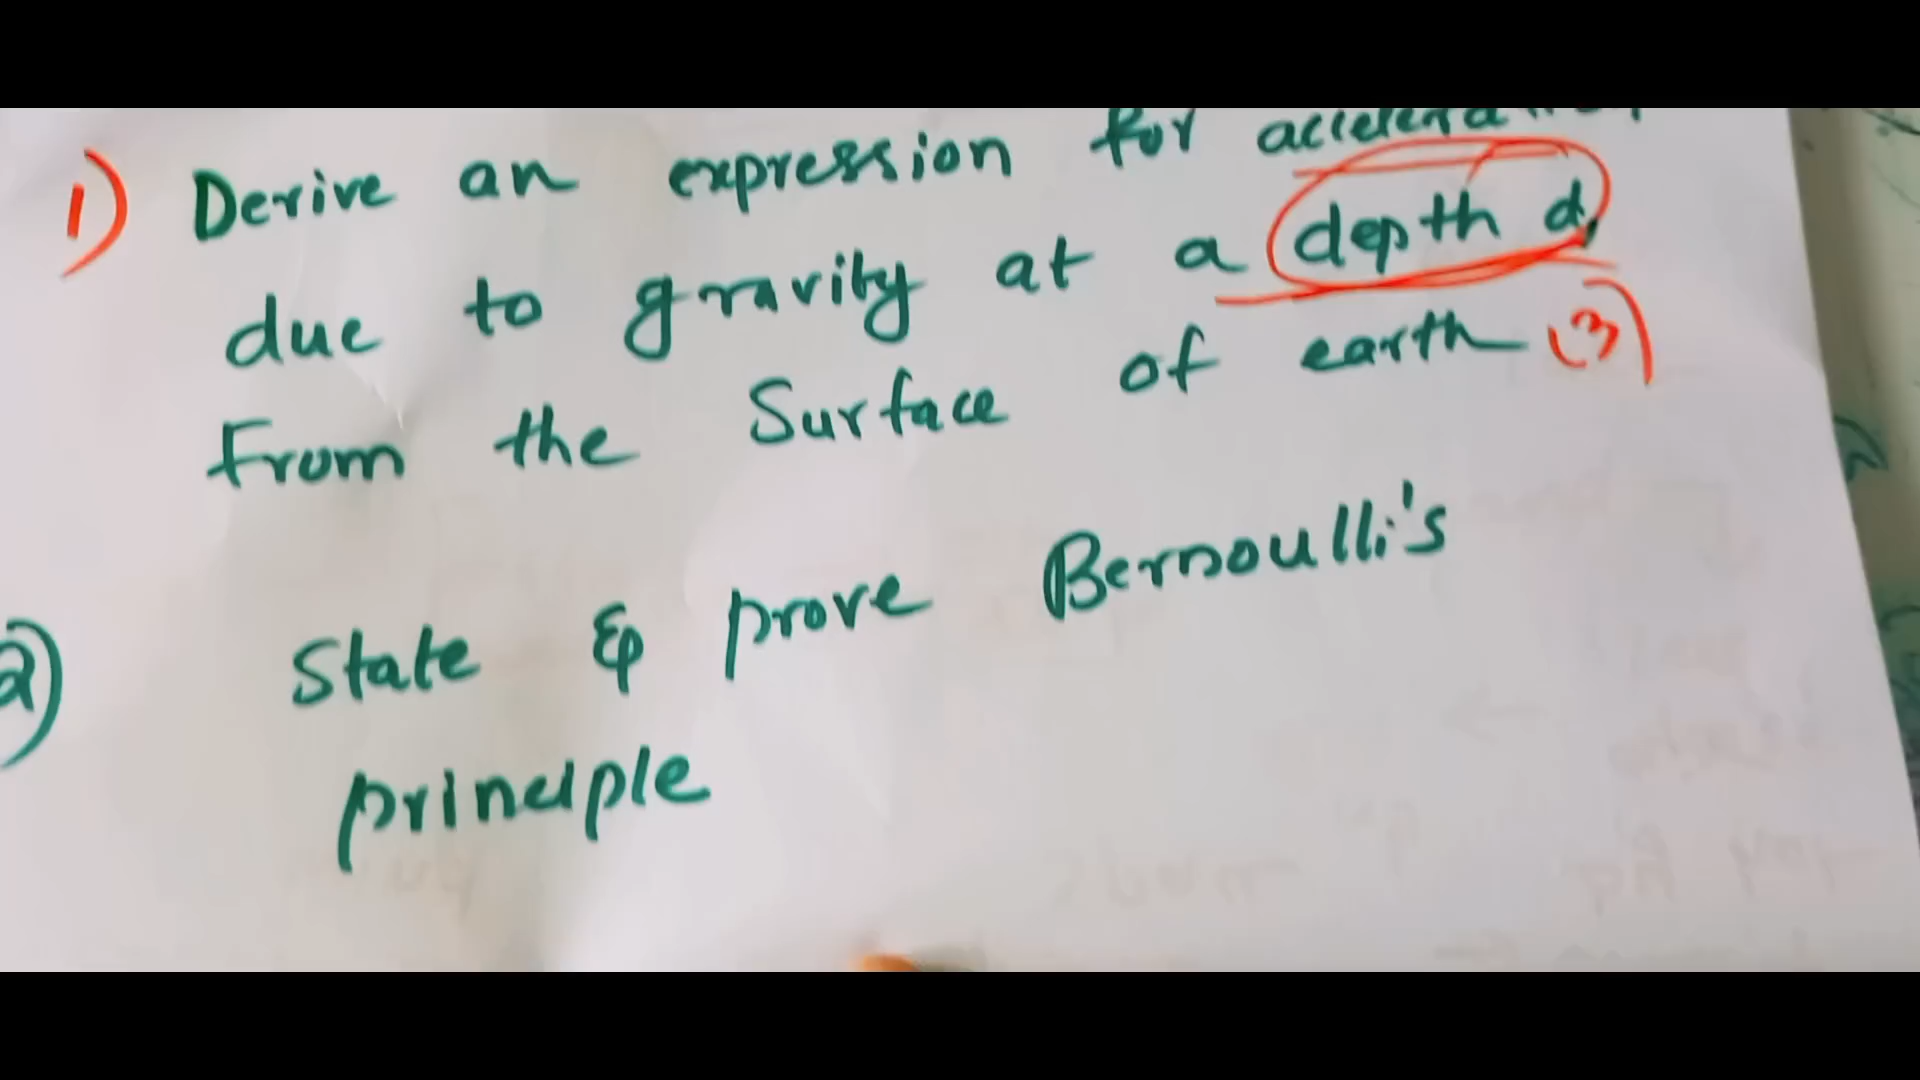 1) Derive an expression for acceleration
due to gravity at a depth d,
from the Surface of earth (3)
2) State & prove Bernoulli's
principle